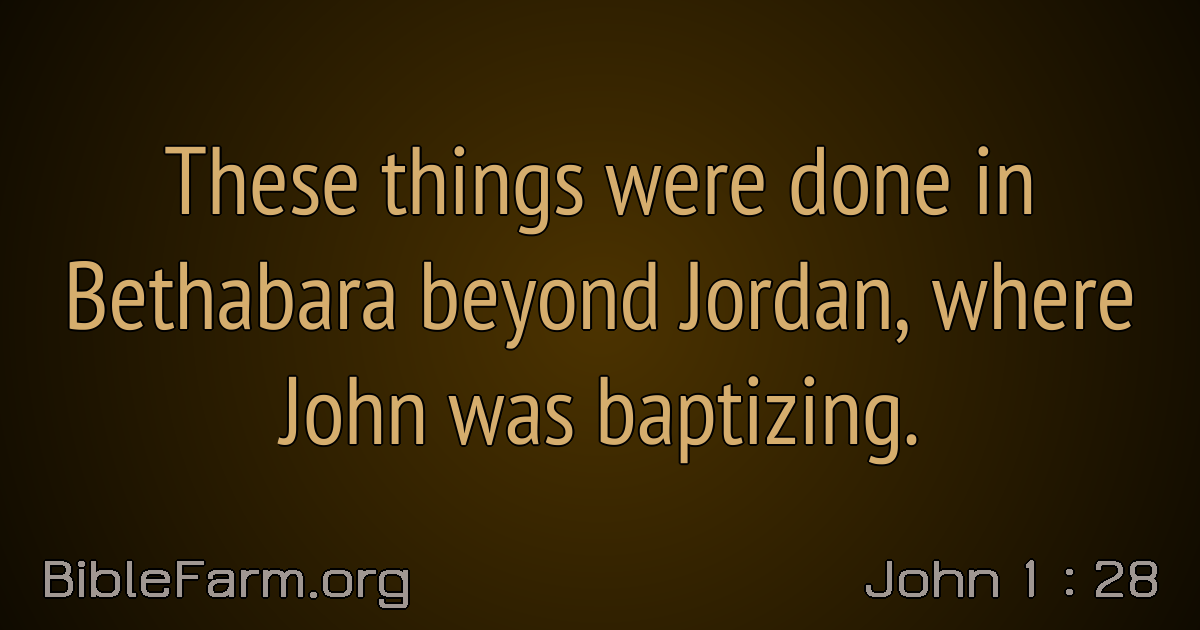 These things were done in
Bethabara beyond Jordan, where
John was baptizing.
BibleFarm.org
John 1 : 28